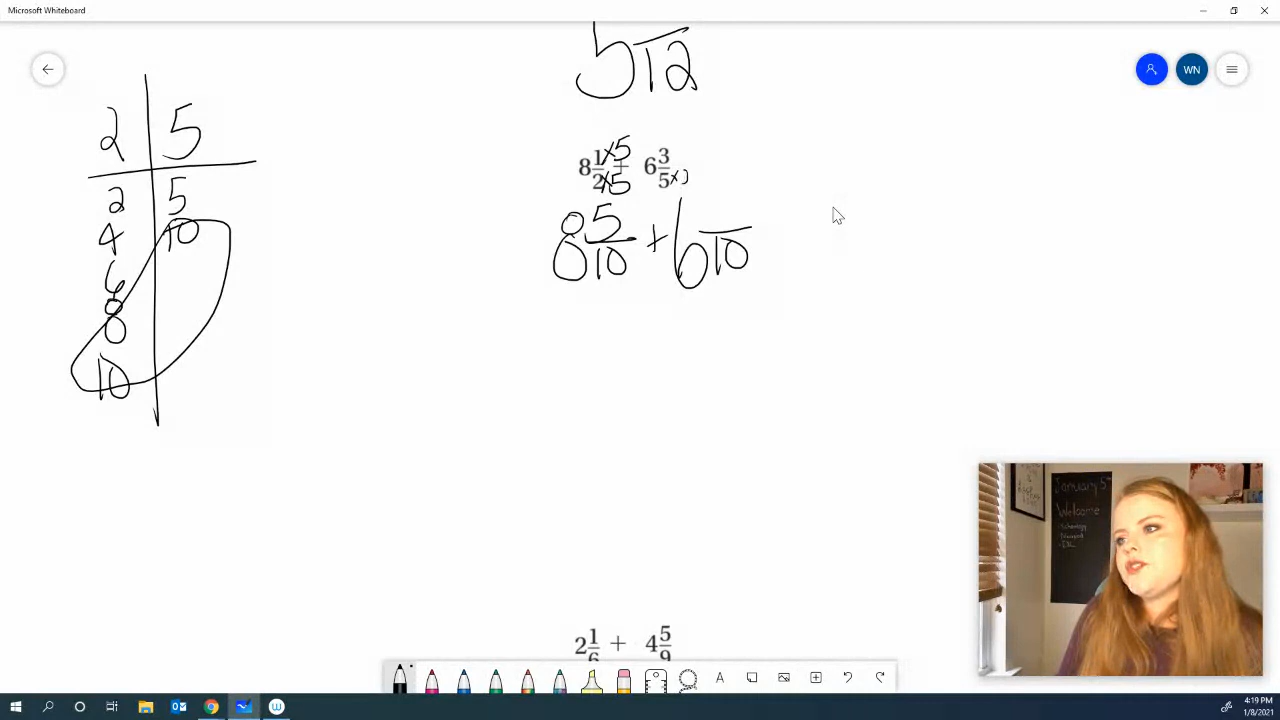 Microsoft Whiteboard
5 12
WN
2 5
2 5
4 10
6
8
10
8 1/2 + 6 3/5
×5
×5
8 5/10 + 6 /10
January 5
Welcome
2 1/6 + 4 5/9
A
4:19 PM
1/8/2021